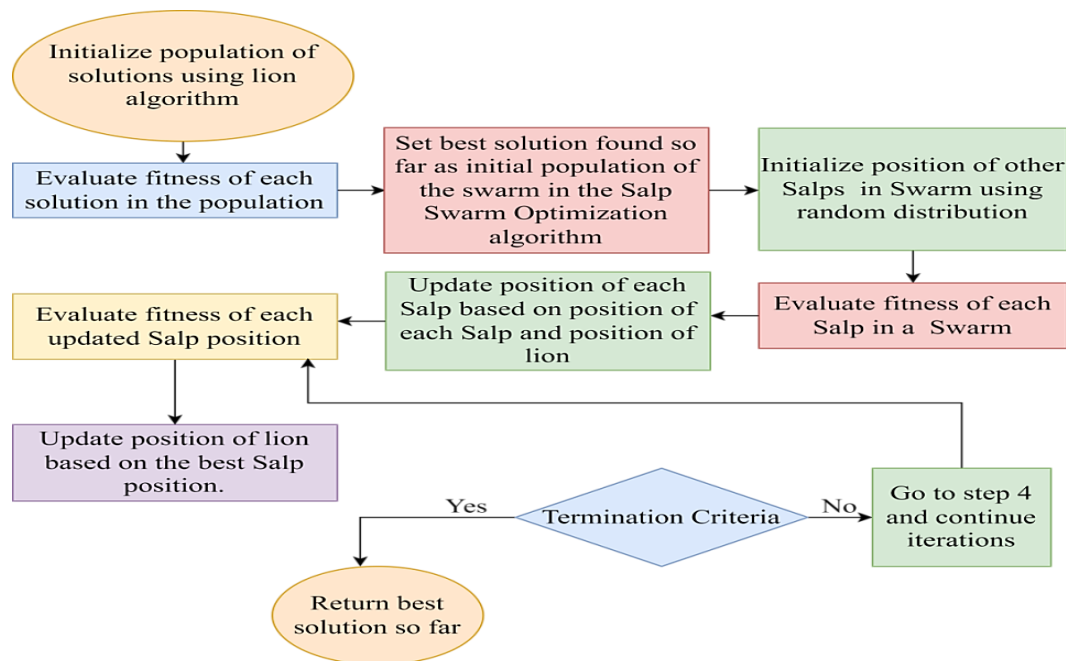 Initialize population of
solutions using lion
algorithm
Evaluate fitness of each
solution in the population
Set best solution found so
far as initial population of
the swarm in the Salp
Swarm Optimization
algorithm
Initialize position of other
Salps in Swarm using
random distribution
Evaluate fitness of each
Salp in a Swarm
Update position of each
Salp based on position of
each Salp and position of
lion
Evaluate fitness of each
updated Salp position
Update position of lion
based on the best Salp
position.
Termination Criteria
Yes
No
Go to step 4
and continue
iterations
Return best
solution so far